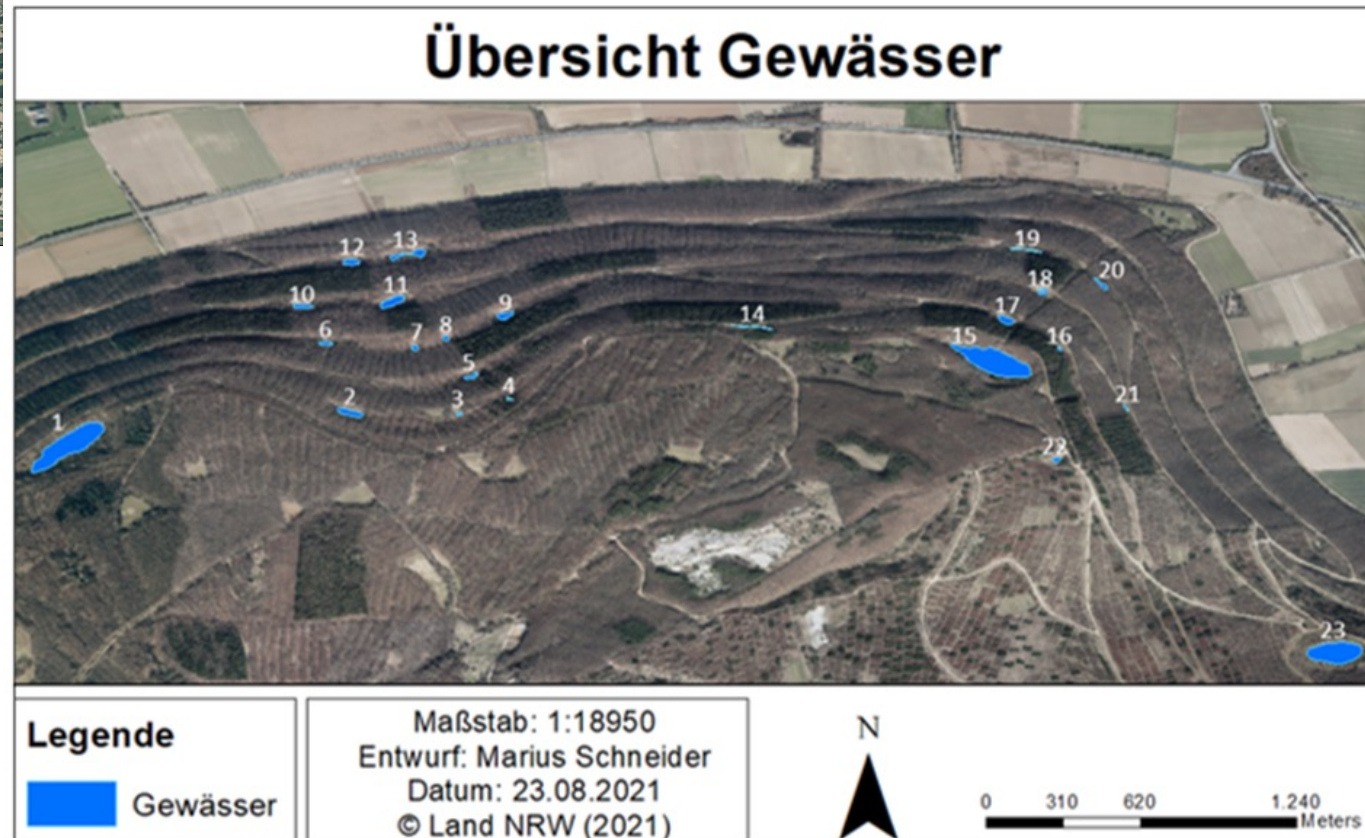 Übersicht Gewässer
12
13
19
20
10
11
18
9
17
14
6
7
8
15
16
5
4
2
3
21
1
22
23
Legende
Gewässer
Maßstab: 1:18950
Entwurf: Marius Schneider
Datum: 23.08.2021
© Land NRW (2021)
N
0 310 620 1.240
Meters